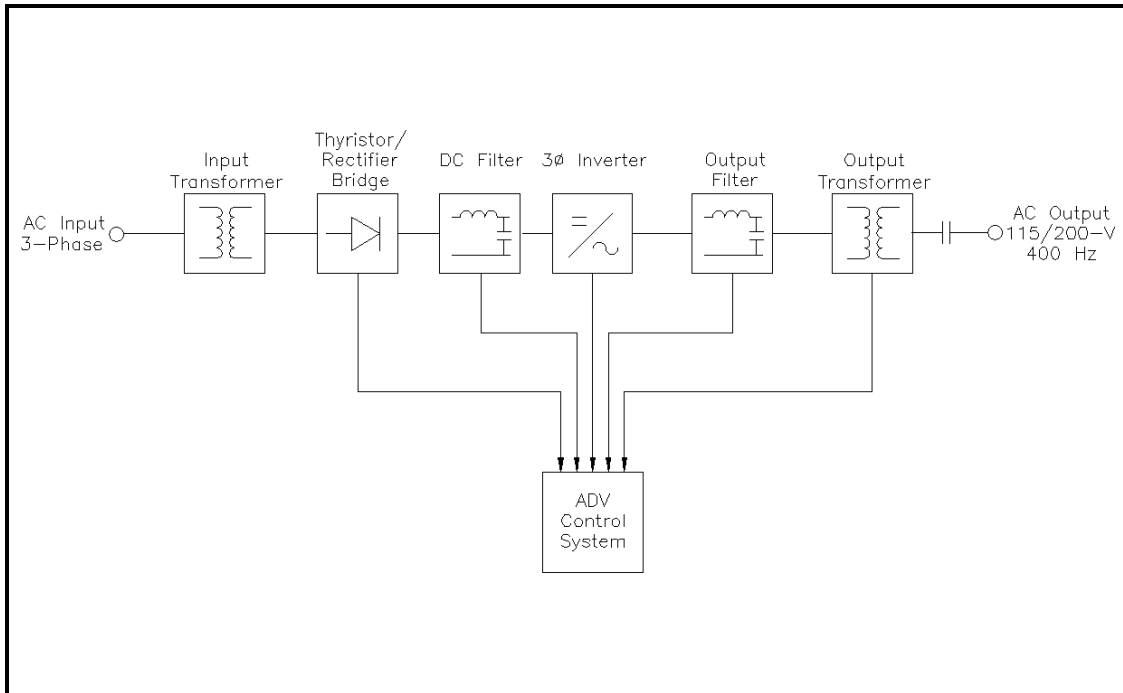 Input
Transformer
Thyristor/
Rectifier
Bridge
DC Filter
3ø Inverter
Output
Filter
Output
Transformer
AC Input
3-Phase
AC Output
115/200-V
400 Hz
ADV
Control
System